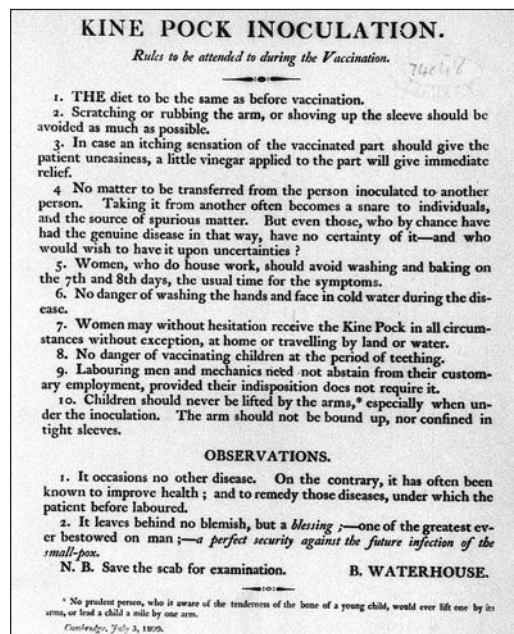 KINE POCK INOCULATION.
Rules to be attended to during the Vaccination.
1. THE diet to be the same as before vaccination.
2. Scratching or rubbing the arm, or shoving up the sleeve should be
avoided as much as possible.
3. In case an itching sensation of the vaccinated part should give the
patient uneasiness, a little vinegar applied to the part will give immediate
relief.
4 No matter to be transferred from the person inoculated to another
person. Taking it from another often becomes a snare to individuals,
and the source of spurious matter. But even those, who by chance have
had the genuine disease in that way, have no certainty of it—and who
would wish to have it upon uncertainties ?
5. Women, who do house work, should avoid washing and baking on
the 7th and 8th days, the usual time for the symptoms.
6. No danger of washing the hands and face in cold water during the dis-
ease.
7. Women may without hesitation receive the Kine Pock in all circum-
stances without exception, at home or travelling by land or water.
8. No danger of vaccinating children at the period of teething.
9. Labouring men and mechanics need not abstain from their custom-
ary employment, provided their indisposition does not require it.
10. Children should never be lifted by the arms,* especially when un-
der the inoculation. The arm should not be bound up, nor confined in
tight sleeves.
OBSERVATIONS.
1. It occasions no other disease. On the contrary, it has often been
known to improve health ; and to remedy those diseases, under which the
patient before laboured.
2. It leaves behind no blemish, but a blessing ;—one of the greatest ev-
er bestowed on man ;—a perfect security against the future infection of the
small-pox.
N. B. Save the scab for examination. B. WATERHOUSE.
* No prudent person, who is aware of the tenderness of the bone of a young child, would ever lift one by its
arms, or lead a child a mile by one arm.
Cambridge, July 3, 1809.